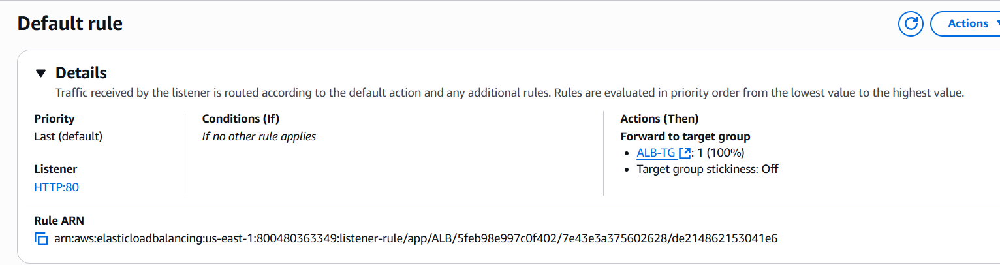 Default rule
Actions
Details
Traffic received by the listener is routed according to the default action and any additional rules. Rules are evaluated in priority order from the lowest value to the highest value.
Priority
Last (default)
Listener
HTTP:80
Conditions (If)
If no other rule applies
Actions (Then)
Forward to target group
• ALB-TG : 1 (100%)
• Target group stickiness: Off
Rule ARN
arn:aws:elasticloadbalancing:us-east-1:800480363349:listener-rule/app/ALB/5feb98e997c0f402/7e43e3a375602628/de214862153041e6